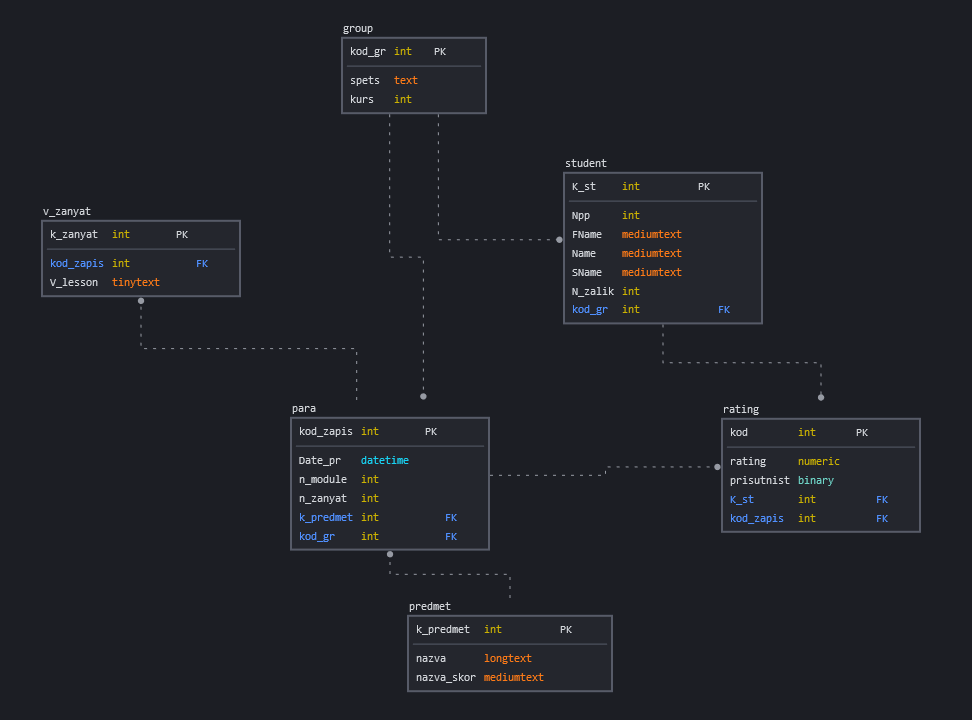 group
kod_gr int PK
spets text
kurs int
student
K_st int PK
Npp int
FName mediumtext
Name mediumtext
SName mediumtext
N_zalik int
kod_gr int FK
v_zanyat
k_zanyat int PK
kod_zapis int FK
V_lesson tinytext
para
kod_zapis int PK
Date_pr datetime
n_module int
n_zanyat int
k_predmet int FK
kod_gr int FK
rating
kod int PK
rating numeric
prisutnist binary
K_st int FK
kod_zapis int FK
predmet
k_predmet int PK
nazva longtext
nazva_skor mediumtext